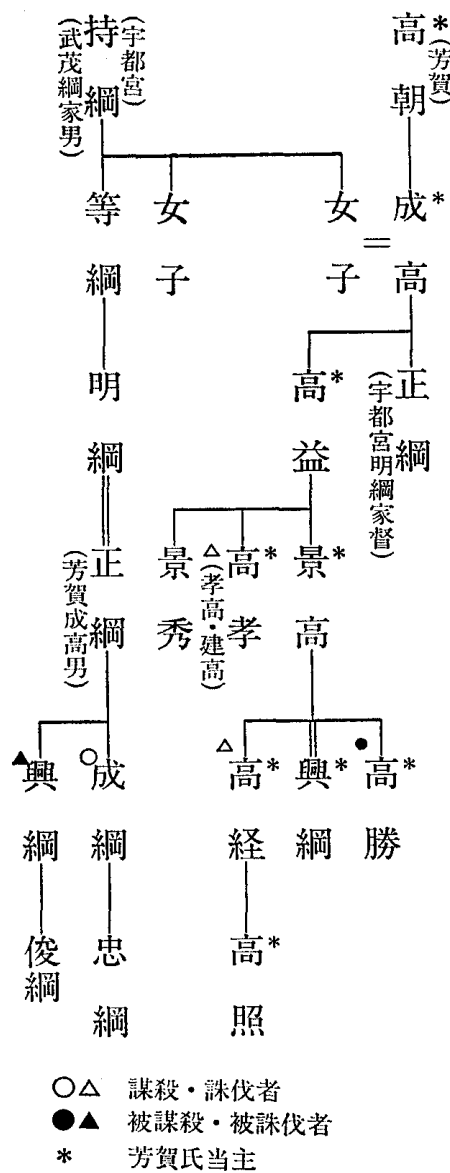 高朝*
(芳賀)
成高*
女子
女子
正綱
(宇都宮明綱家督)
高益*
景高*
高孝*
△(孝高・建高)
景秀
●高勝*
興綱*
△高経*
高照*
持綱
(宇都宮)
(武茂綱家男)
等綱
明綱
正綱
(芳賀成高男)
○成綱
▲興綱
忠綱
俊綱
○△ 謀殺・誅伐者
●▲ 被謀殺・被誅伐者
* 芳賀氏当主